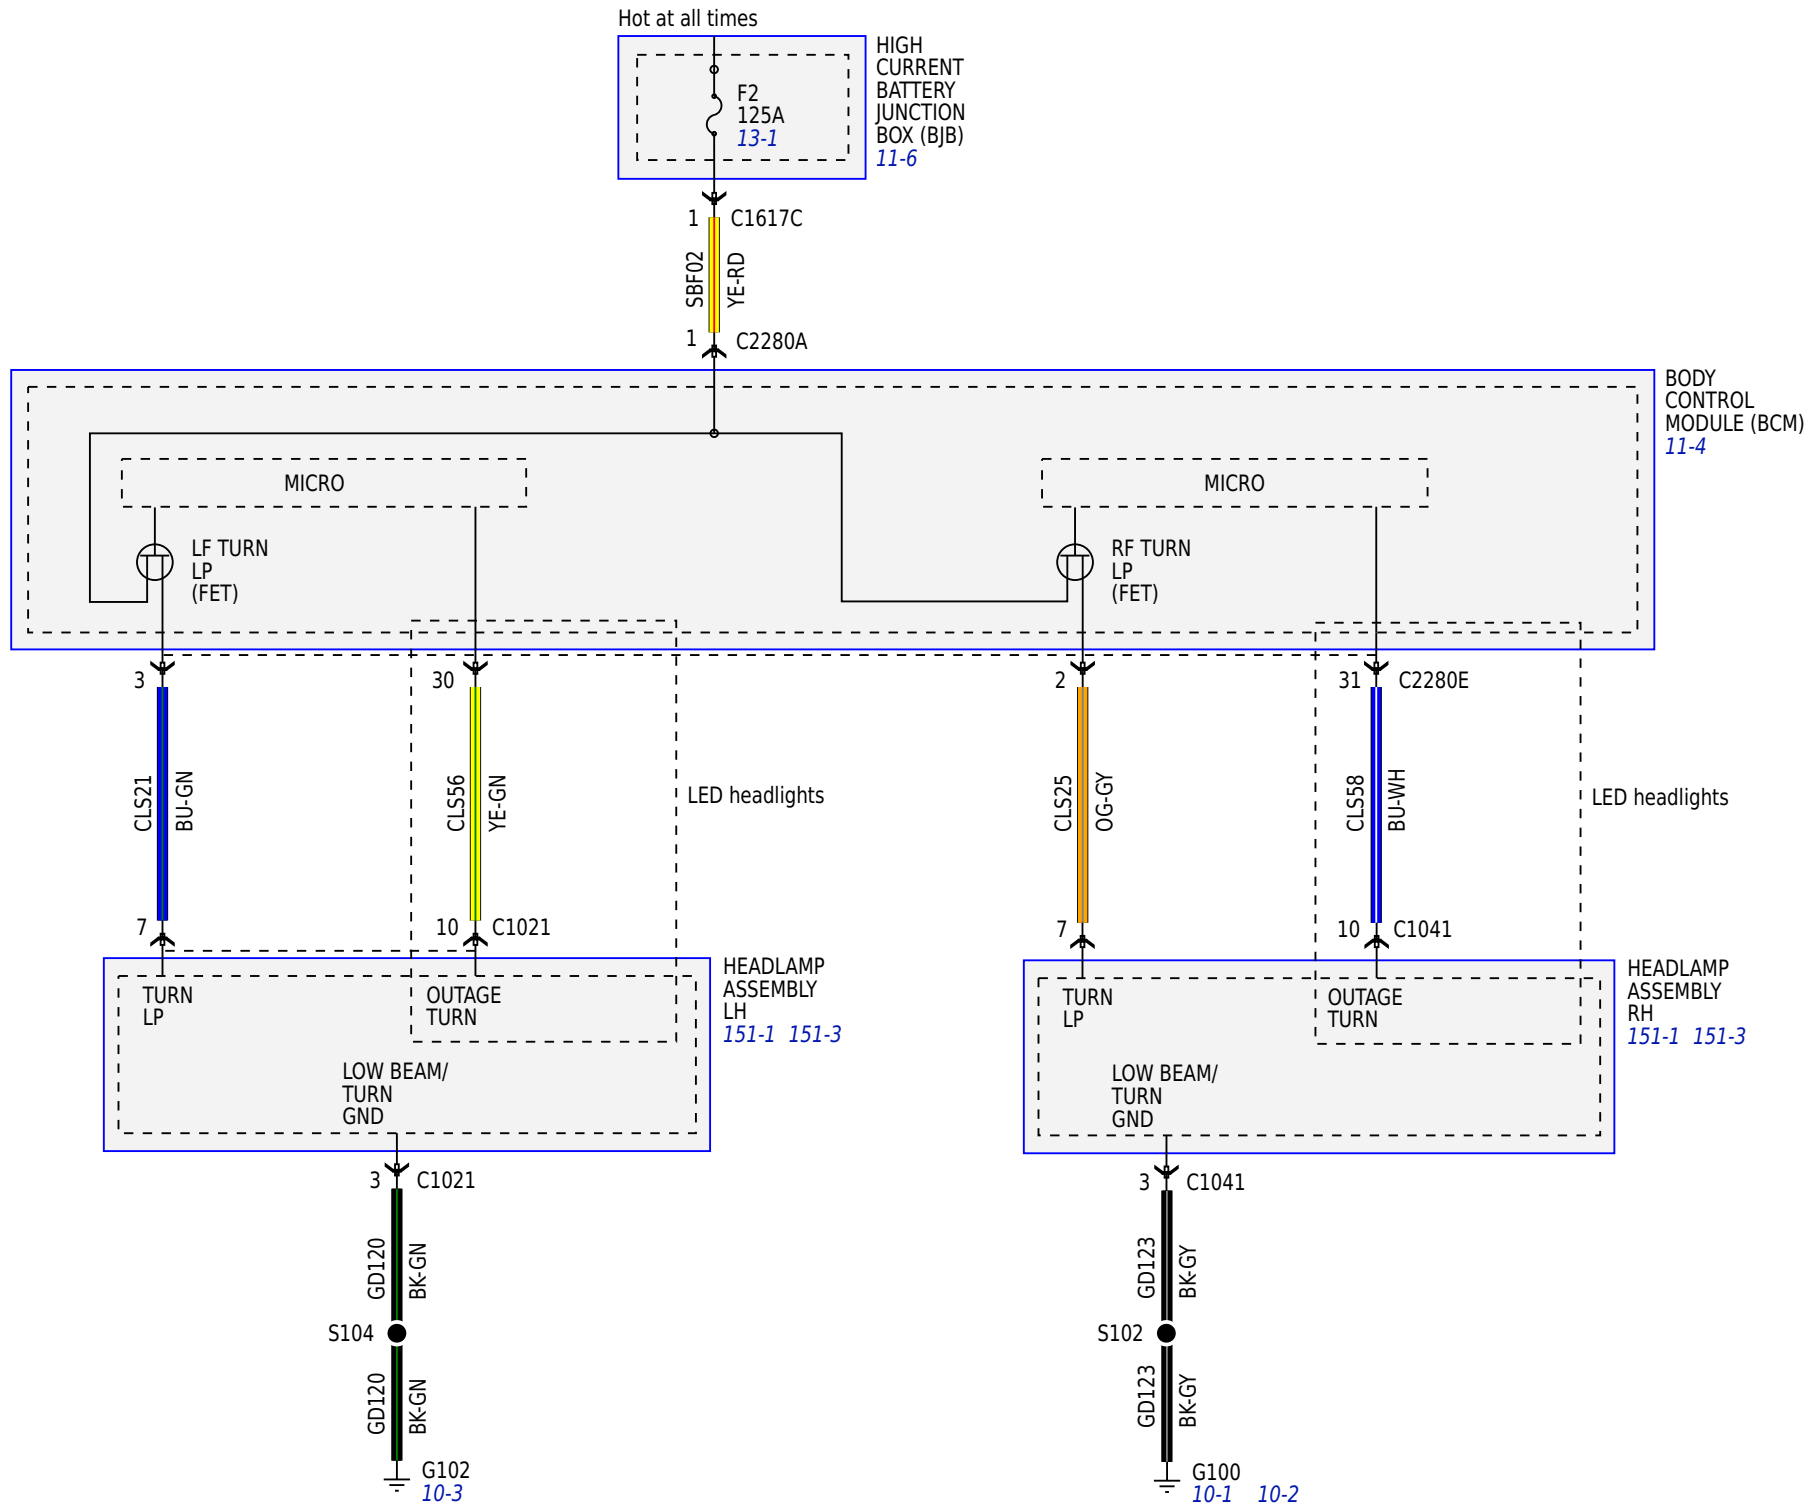 Hot at all times
HIGH
CURRENT
BATTERY
JUNCTION
BOX (BJB)
11-6
F2
125A
13-1
1 C1617C
SBF02
YE-RD
1 C2280A
BODY
CONTROL
MODULE (BCM)
11-4
MICRO
MICRO
LF TURN
LP
(FET)
RF TURN
LP
(FET)
3
30
2
31 C2280E
CLS21
BU-GN
CLS56
YE-GN
LED headlights
CLS25
OG-GY
CLS58
BU-WH
LED headlights
7
10 C1021
7
10 C1041
TURN
LP
OUTAGE
TURN
HEADLAMP
ASSEMBLY
LH
151-1 151-3
LOW BEAM/
TURN
GND
TURN
LP
OUTAGE
TURN
HEADLAMP
ASSEMBLY
RH
151-1 151-3
LOW BEAM/
TURN
GND
3 C1021
3 C1041
GD120
BK-GN
GD123
BK-GY
S104
S102
GD120
BK-GN
GD123
BK-GY
G102
10-3
G100
10-1 10-2